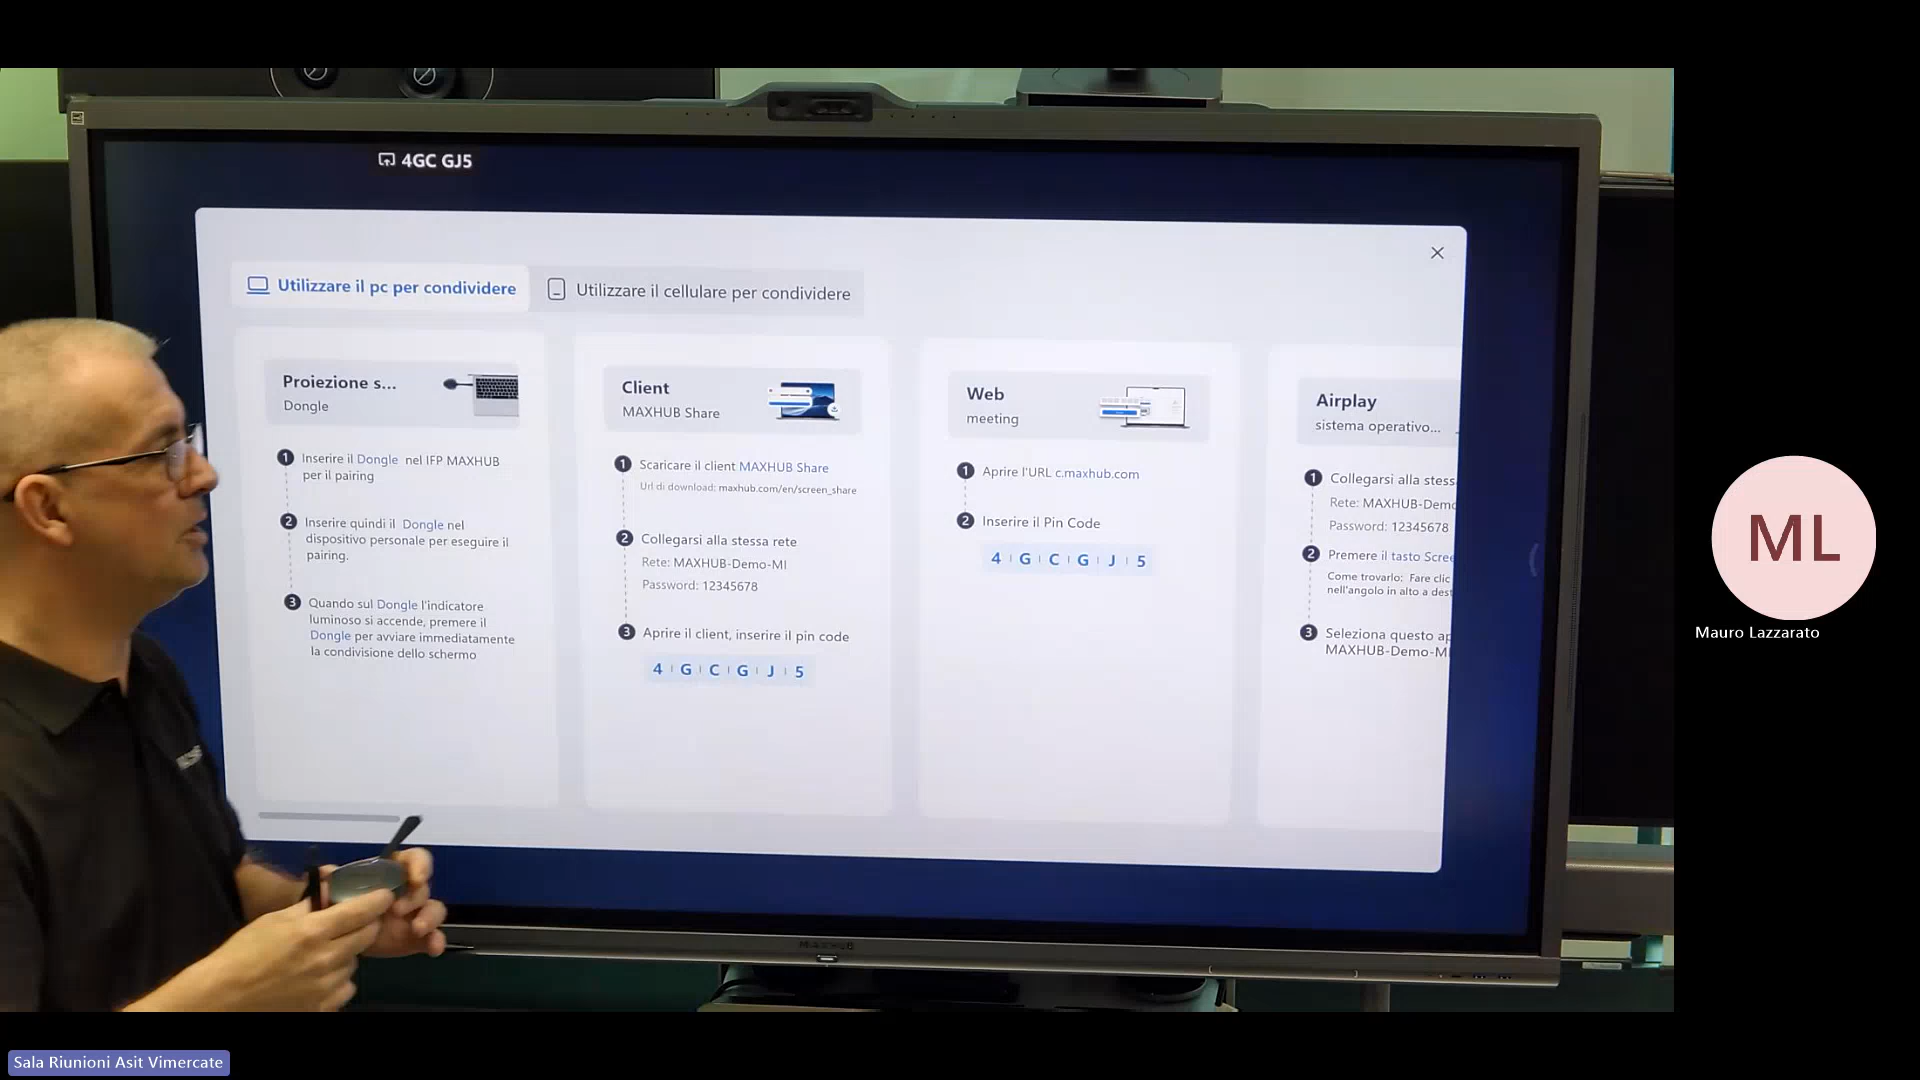 4GC GJ5
Utilizzare il pc per condividere
Utilizzare il cellulare per condividere
Proiezione s...
Dongle
1 Inserire il Dongle nel IFP MAXHUB
per il pairing
2 Inserire quindi il Dongle nel
dispositivo personale per eseguire il
pairing.
3 Quando sul Dongle l'indicatore
luminoso si accende, premere il
Dongle per avviare immediatamente
la condivisione dello schermo
Client
MAXHUB Share
1 Scaricare il client MAXHUB Share
Url di download: maxhub.com/en/screen_share
2 Collegarsi alla stessa rete
Rete: MAXHUB-Demo-MI
Password: 12345678
3 Aprire il client, inserire il pin code
4 G C G J 5
Web
meeting
1 Aprire l'URL c.maxhub.com
2 Inserire il Pin Code
4 G C G J 5
Airplay
sistema operativo...
1 Collegarsi alla stess
Rete: MAXHUB-Demo
Password: 12345678
2 Premere il tasto Scree
Come trovarlo: Fare clic
nell'angolo in alto a dest
3 Seleziona questo ap
MAXHUB-Demo-MI
MAXHUB
ML
Mauro Lazzarato
Sala Riunioni Asit Vimercate